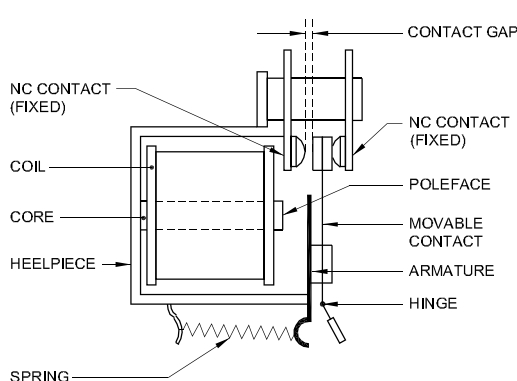 CONTACT GAP
NC CONTACT
(FIXED)
NC CONTACT
(FIXED)
COIL
POLEFACE
CORE
MOVABLE
CONTACT
HEELPIECE
ARMATURE
HINGE
SPRING